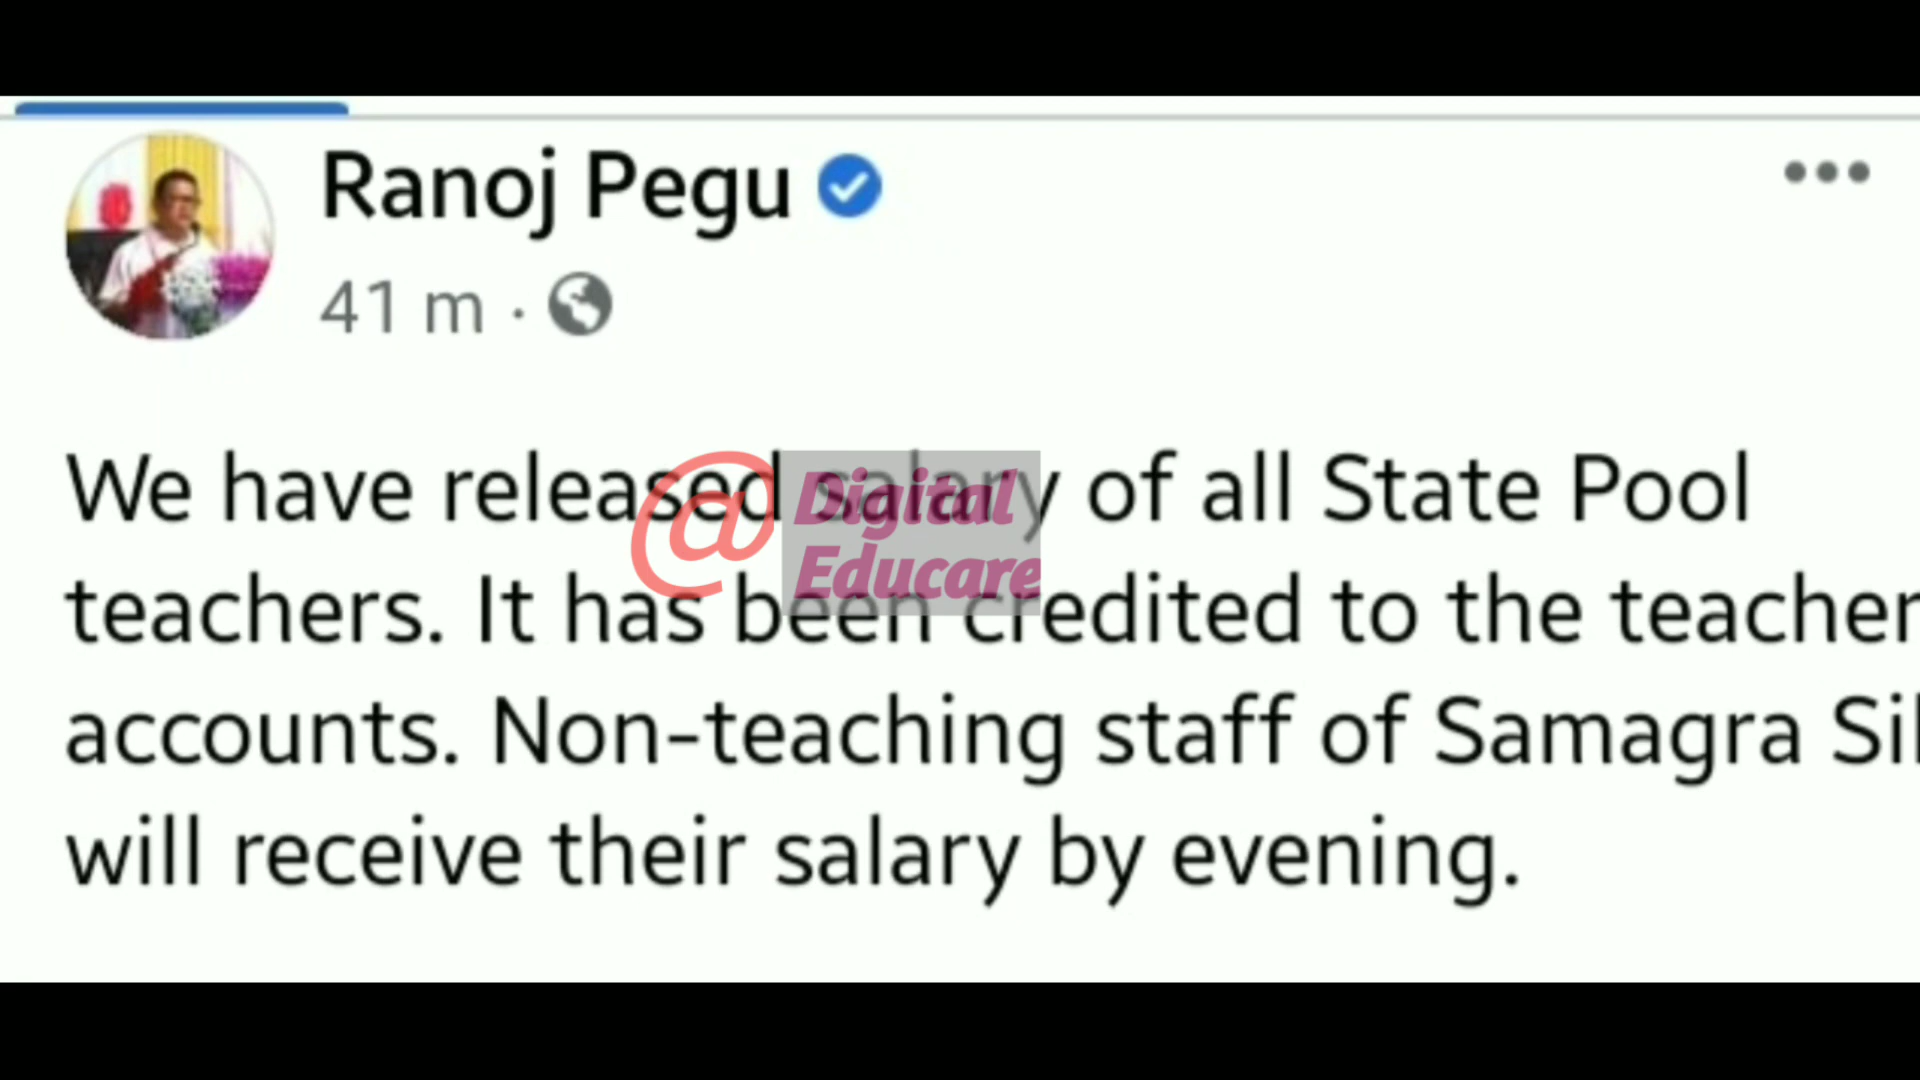 Ranoj Pegu
41 m ·
We have released salary of all State Pool
teachers. It has been credited to the teacher
accounts. Non-teaching staff of Samagra
will receive their salary by evening.
@ Digital
Educare